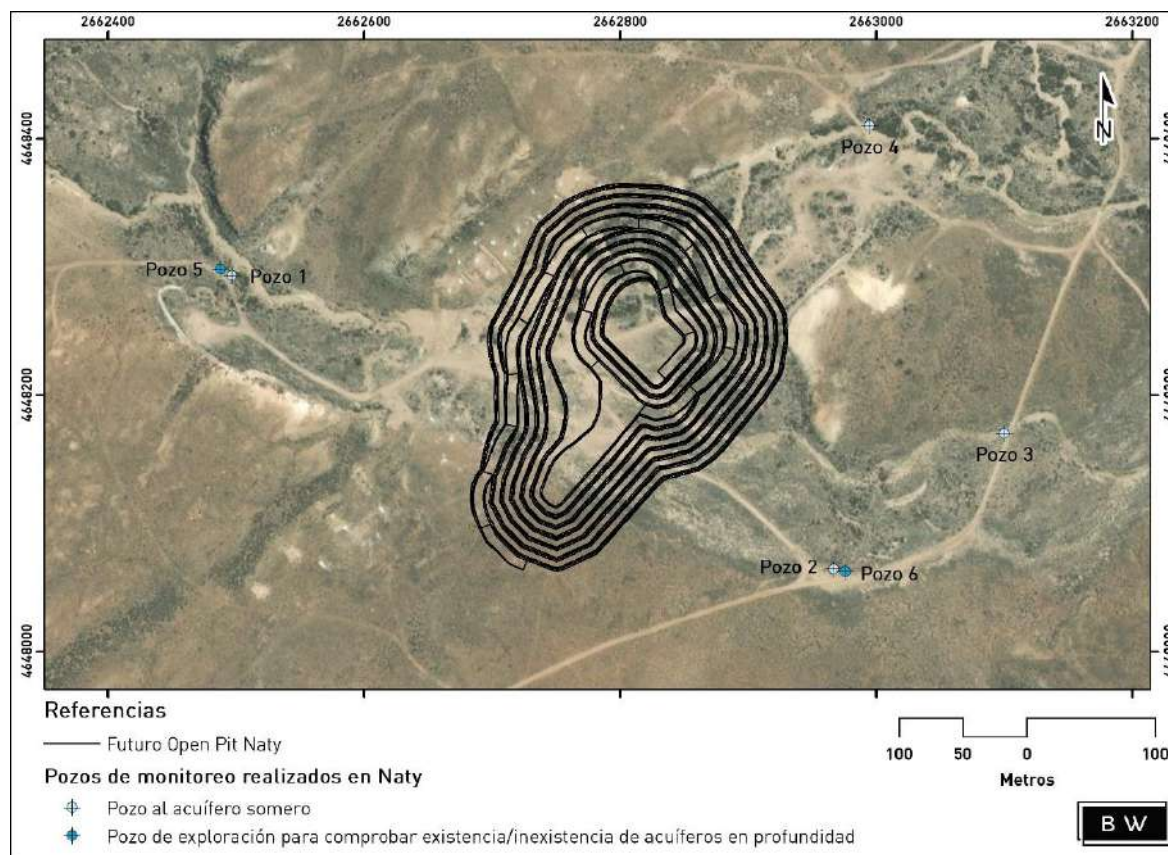 2662400 2662600 2662800 2663000 2663200
4648400
4648200
4648000
N
Pozo 4
Pozo 5
Pozo 1
Pozo 3
Pozo 2
Pozo 6
Referencias
Futuro Open Pit Naty
Pozos de monitoreo realizados en Naty
Pozo al acuífero somero
Pozo de exploración para comprobar existencia/inexistencia de acuíferos en profundidad
100 50 0 100
Metros
B W